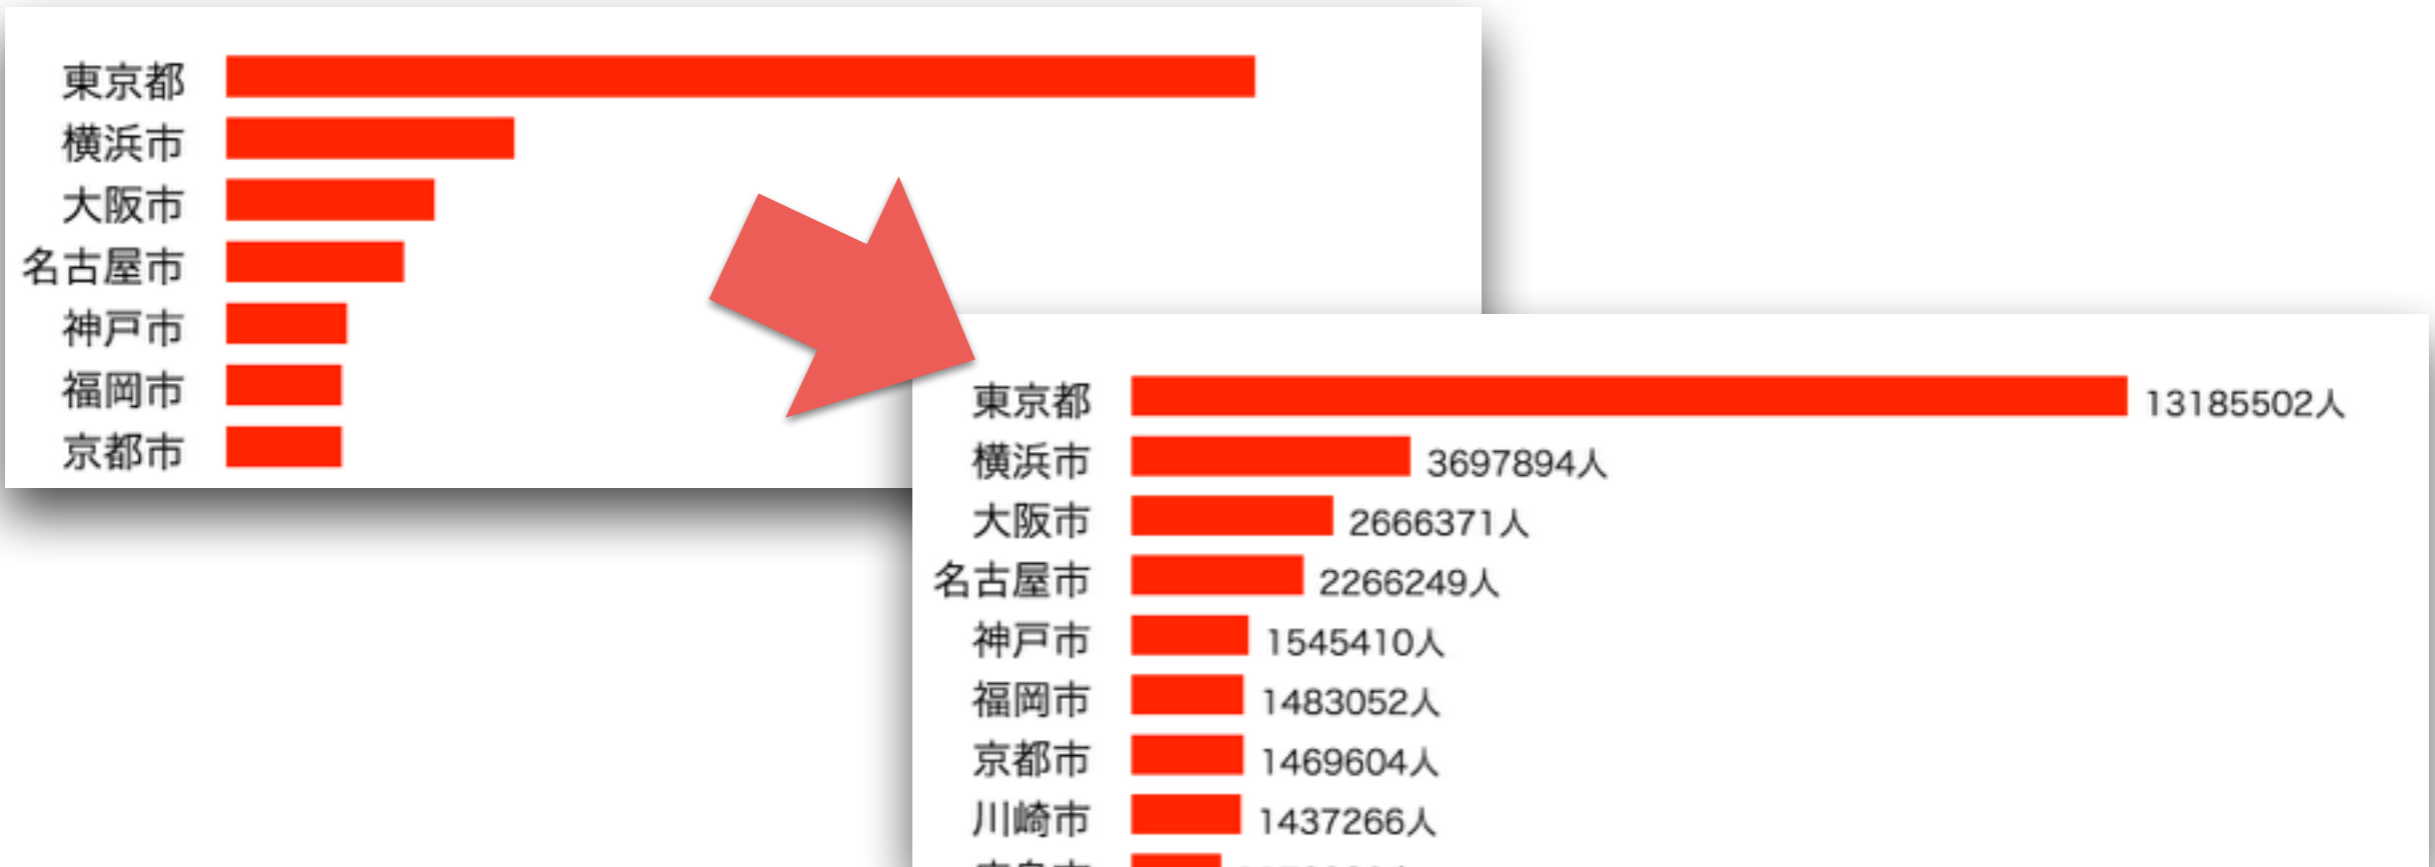 東京都
横浜市
大阪市
名古屋市
神戸市
福岡市
京都市
東京都 13185502人
横浜市 3697894人
大阪市 2666371人
名古屋市 2266249人
神戸市 1545410人
福岡市 1483052人
京都市 1469604人
川崎市 1437266人